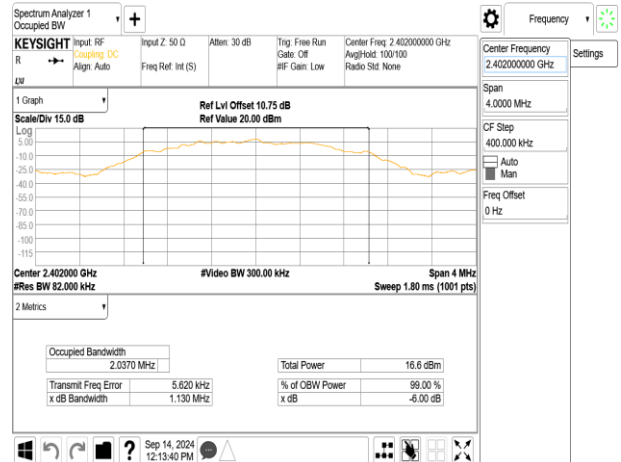 Spectrum Analyzer 1
Occupied BW
+
Frequency
KEYSIGHT
R
LXI
Input: RF
Coupling: DC
Align: Auto
Input Z: 50 Ω
Freq Ref: Int (S)
Atten: 30 dB
Trig: Free Run
Gate: Off
#IF Gain: Low
Center Freq: 2.402000000 GHz
Avg|Hold: 100/100
Radio Std: None
Center Frequency
2.402000000 GHz
Settings
Span
4.0000 MHz
CF Step
400.000 kHz
Auto
Man
Freq Offset
0 Hz
1 Graph
Scale/Div 15.0 dB
Ref Lvl Offset 10.75 dB
Ref Value 20.00 dBm
Log
5.00
-10.0
-25.0
-40.0
-55.0
-70.0
-85.0
-100
-115
Center 2.402000 GHz
#Res BW 82.000 kHz
#Video BW 300.00 kHz
Span 4 MHz
Sweep 1.80 ms (1001 pts)
2 Metrics
Occupied Bandwidth
2.0370 MHz
Total Power 16.6 dBm
Transmit Freq Error 5.620 kHz
% of OBW Power 99.00 %
x dB Bandwidth 1.130 MHz
x dB -6.00 dB
?
Sep 14, 2024
12:13:40 PM